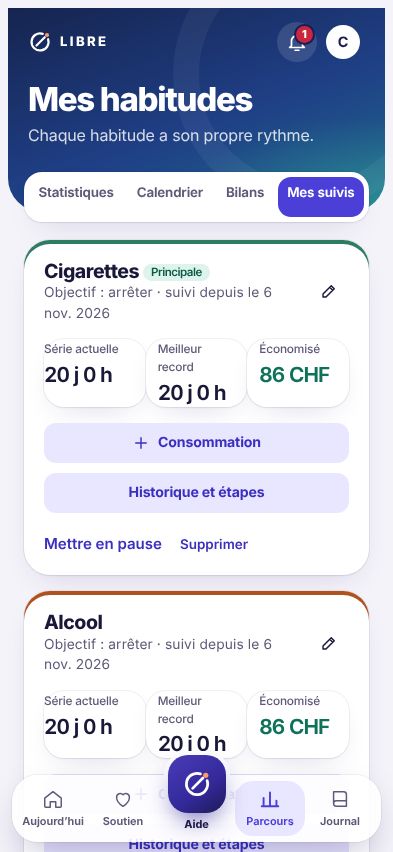 LIBRE
1
C
Mes habitudes
Chaque habitude a son propre rythme.
Statistiques Calendrier Bilans Mes suivis
Cigarettes Principale
Objectif : arrêter · suivi depuis le 6
nov. 2026
Série actuelle Meilleur record Économisé
20 j 0 h 20 j 0 h 86 CHF
+ Consommation
Historique et étapes
Mettre en pause Supprimer
Alcool
Objectif : arrêter · suivi depuis le 6
nov. 2026
Série actuelle Meilleur record Économisé
20 j 0 h 20 j 0 h 86 CHF
Aujourd'hui Soutien Aide Parcours Journal
Historique et étapes